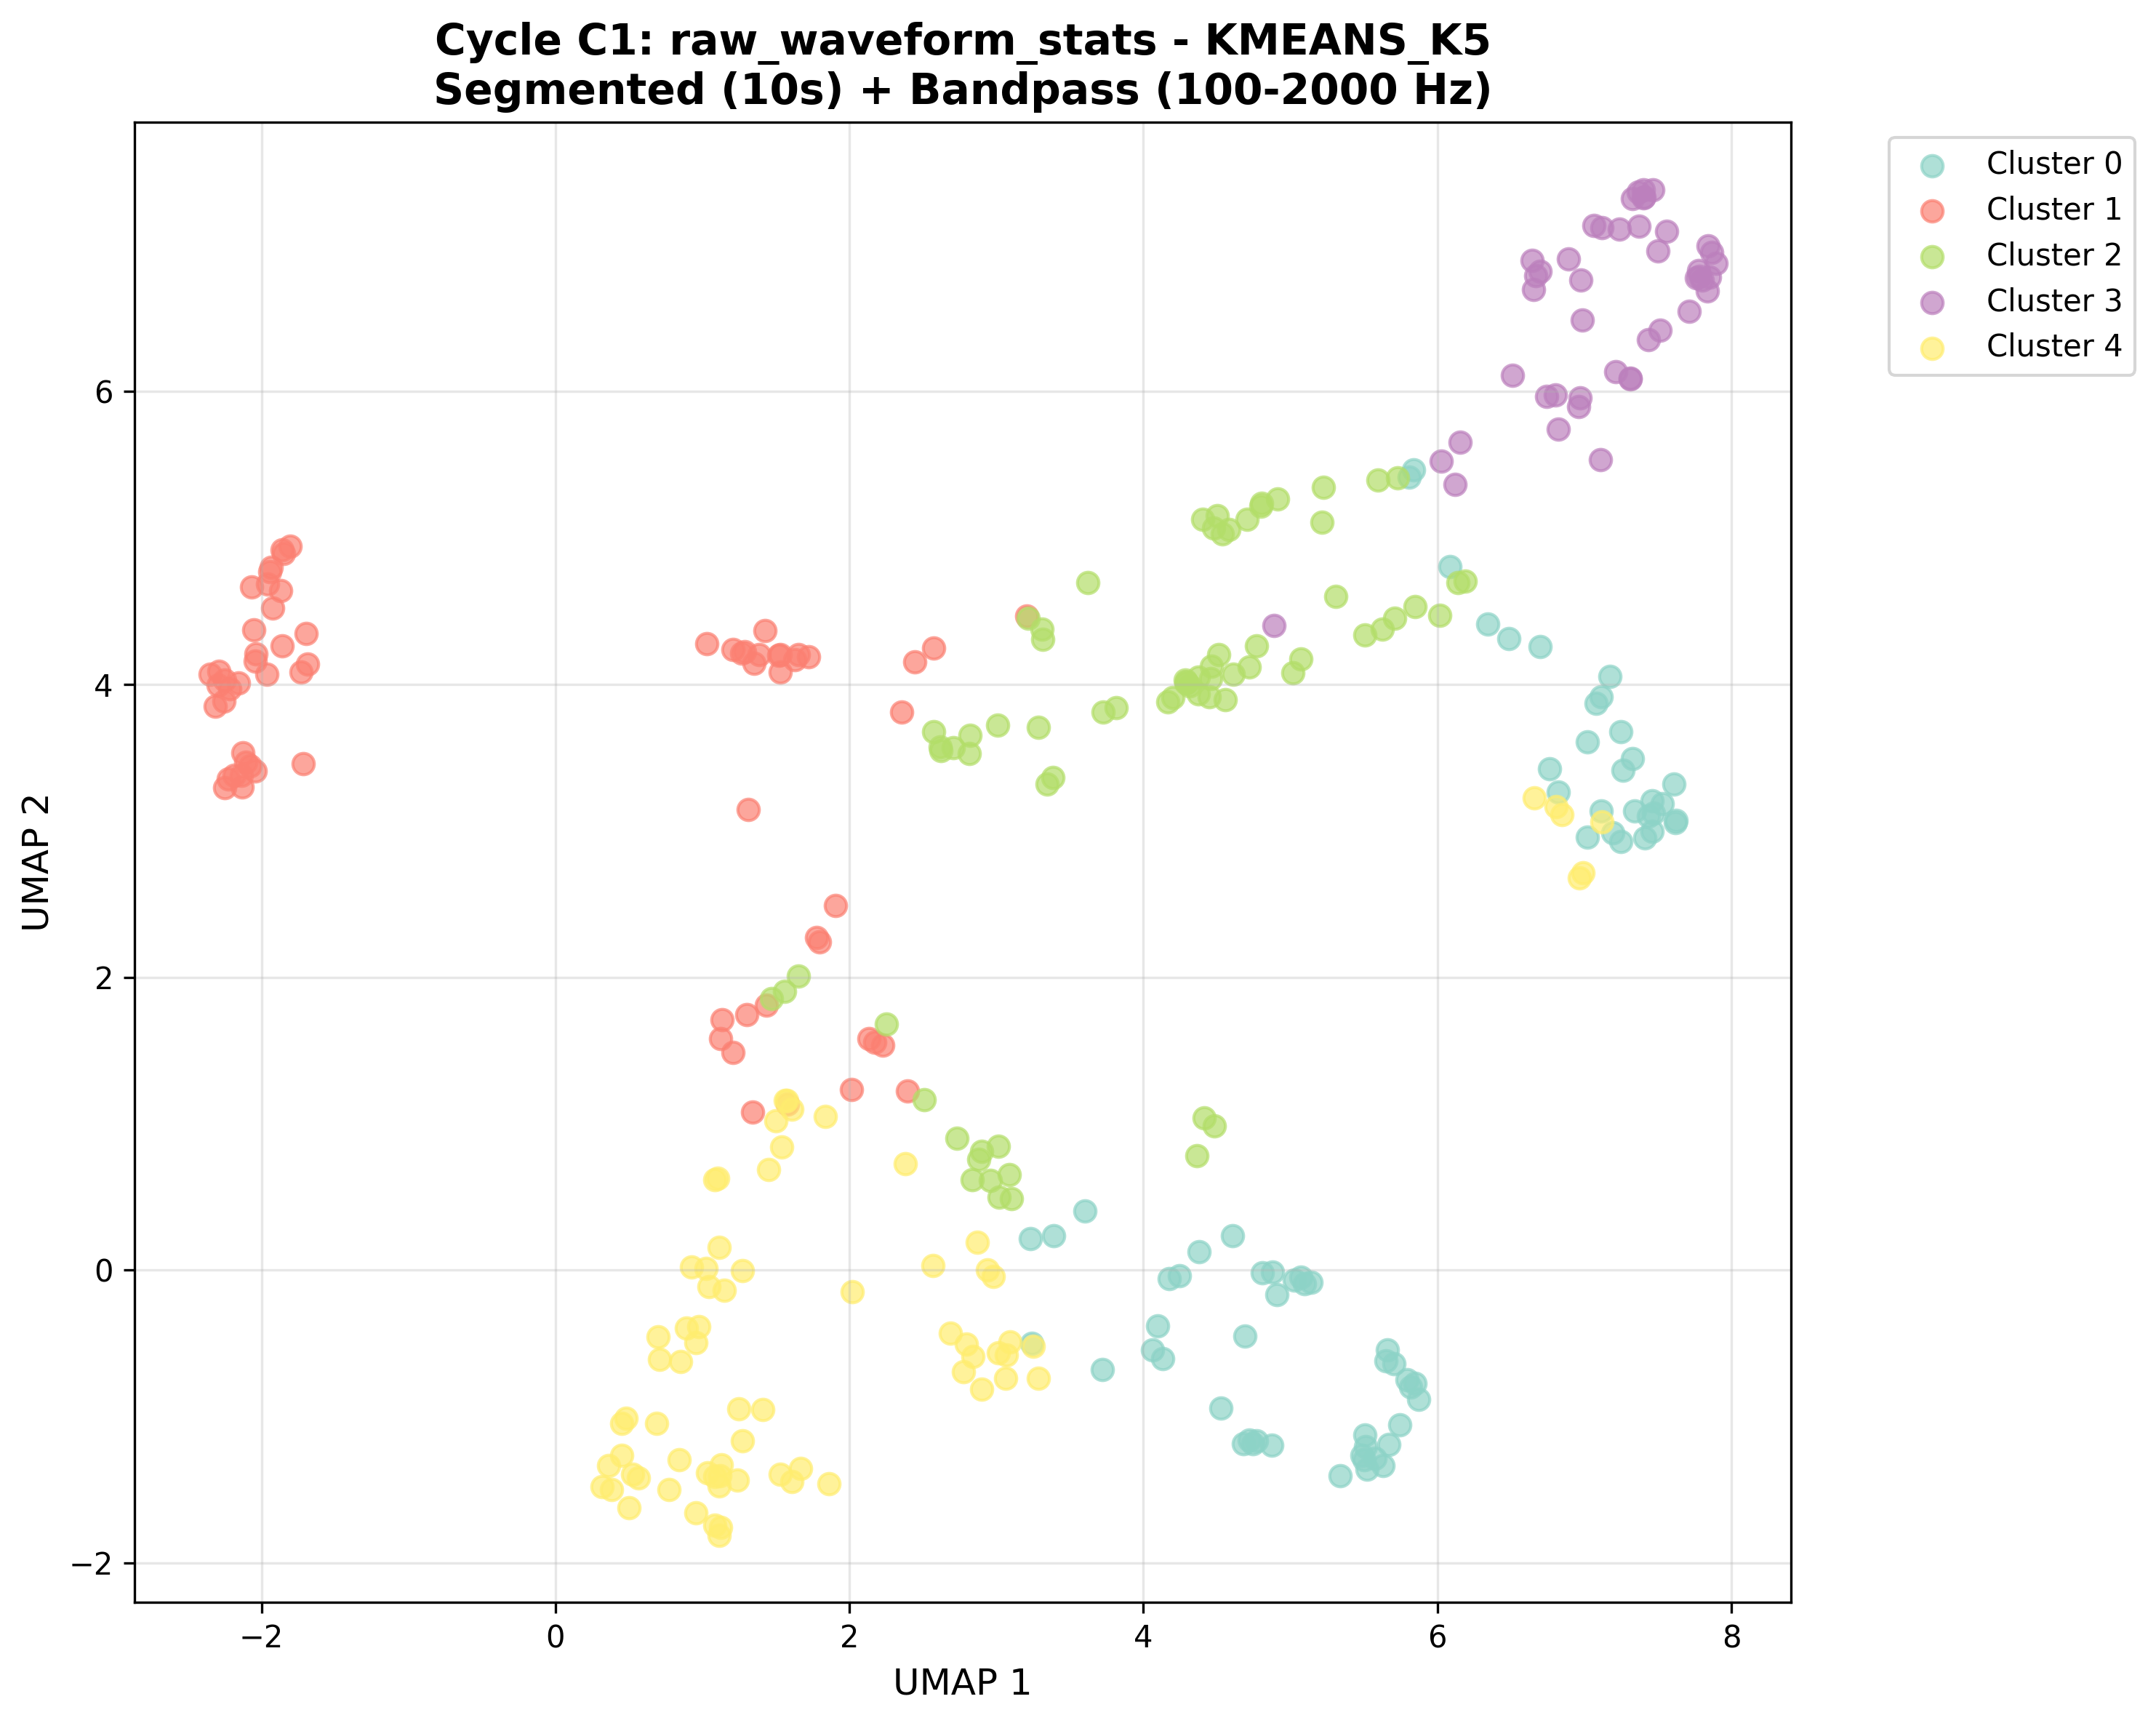 Cycle C1: raw_waveform_stats - KMEANS_K5
Segmented (10s) + Bandpass (100-2000 Hz)
Cluster 0
Cluster 1
Cluster 2
Cluster 3
Cluster 4
UMAP 2
6
4
2
0
−2
−2
0
2
4
6
8
UMAP 1